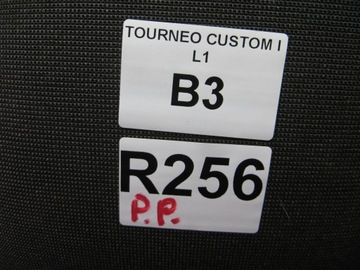 TOURNEO CUSTOM I
L1
B3
R256
P.P.